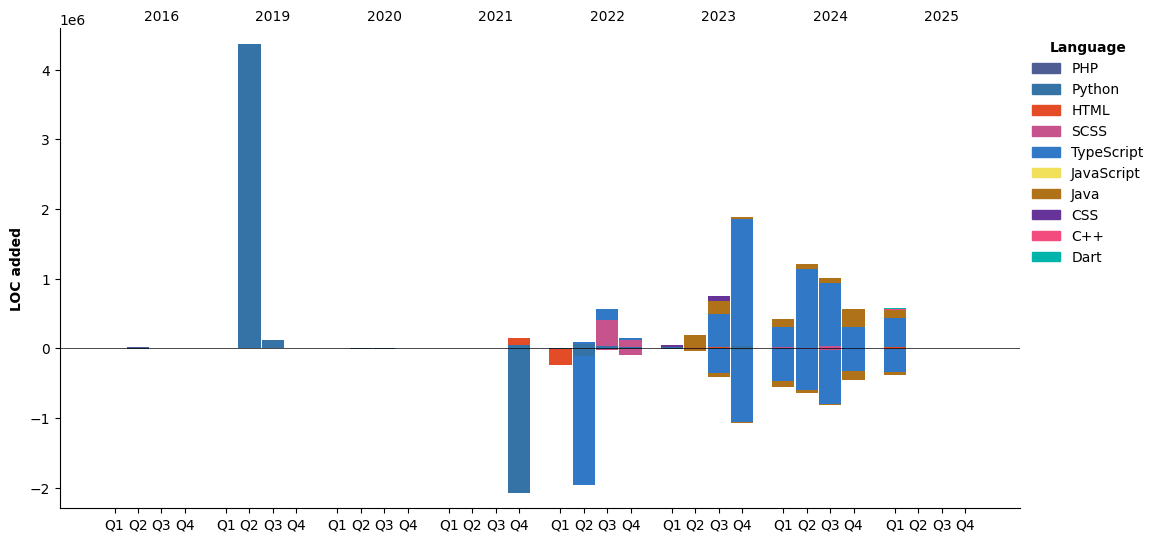 2016 2019 2020 2021 2022 2023 2024 2025
1e6
Language
PHP
Python
HTML
SCSS
TypeScript
JavaScript
Java
CSS
C++
Dart
LOC added
4
3
2
1
0
−1
−2
Q1 Q2 Q3 Q4 Q1 Q2 Q3 Q4 Q1 Q2 Q3 Q4 Q1 Q2 Q3 Q4 Q1 Q2 Q3 Q4 Q1 Q2 Q3 Q4 Q1 Q2 Q3 Q4 Q1 Q2 Q3 Q4